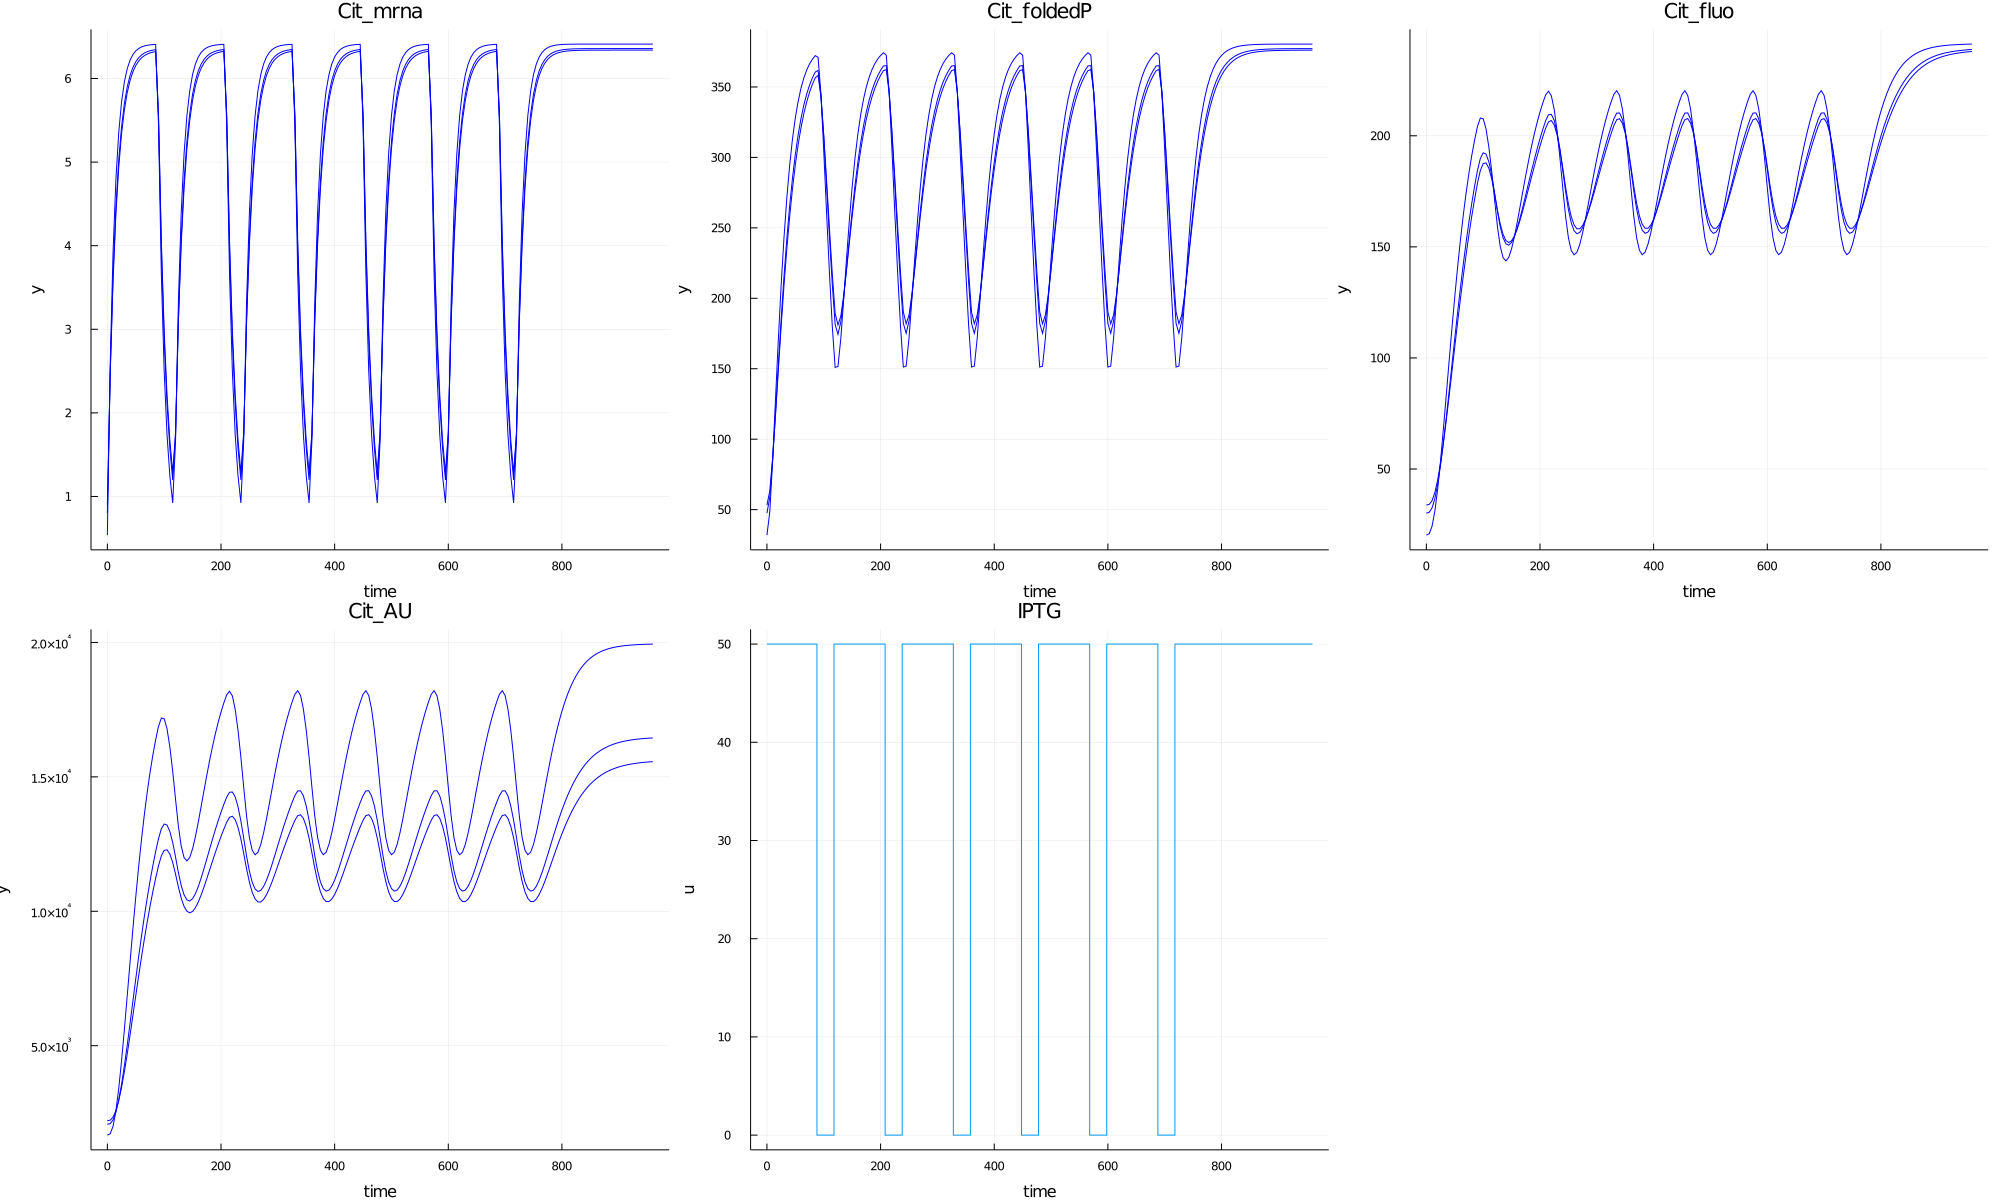 Cit_mrna
y
6
5
4
3
2
1
0 200 400 600 800
time
Cit_foldedP
y
350
300
250
200
150
100
50
0 200 400 600 800
time
Cit_fluo
y
200
150
100
50
0 200 400 600 800
time
Cit_AU
y
2.0×10⁴
1.5×10⁴
1.0×10⁴
5.0×10³
0 200 400 600 800
time
IPTG
u
50
40
30
20
10
0
0 200 400 600 800
time